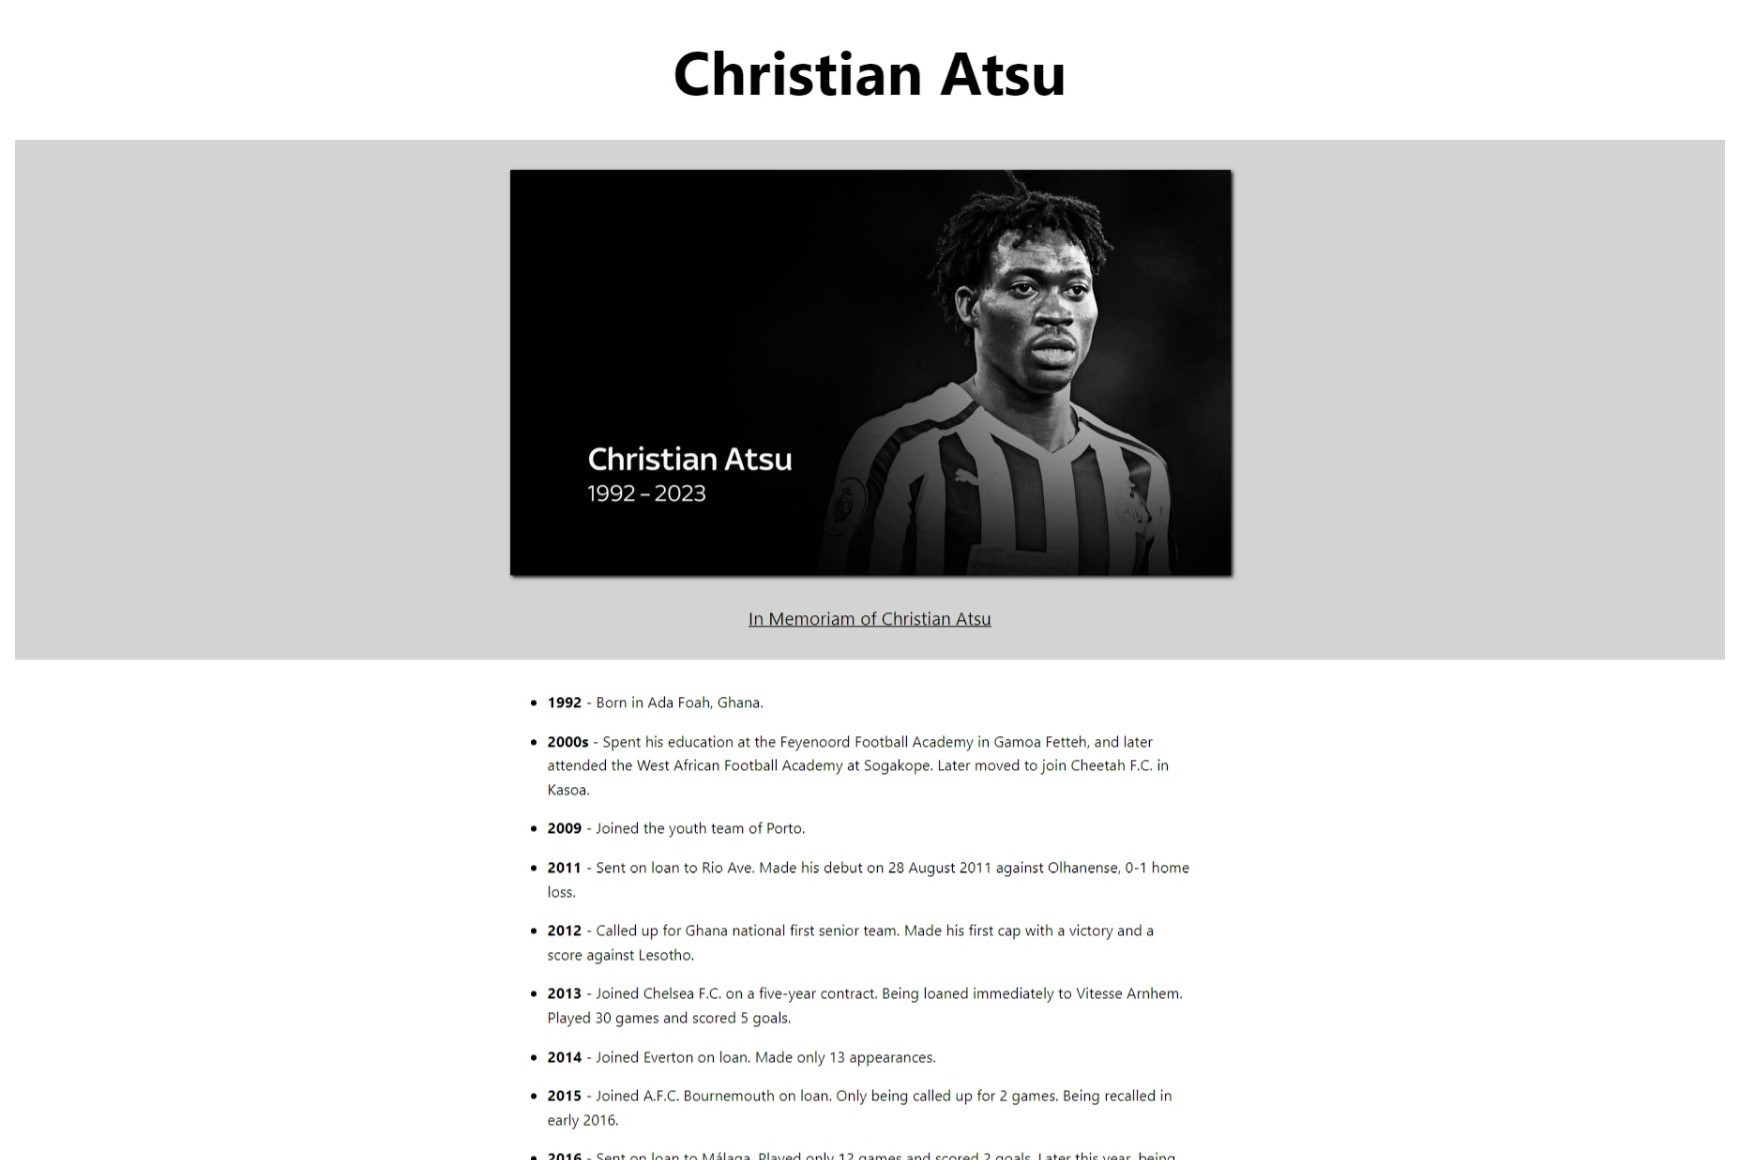 Christian Atsu
Christian Atsu
1992 – 2023
In Memoriam of Christian Atsu
• 1992 - Born in Ada Foah, Ghana.
• 2000s - Spent his education at the Feyenoord Football Academy in Gamoa Fetteh, and later
attended the West African Football Academy at Sogakope. Later moved to join Cheetah F.C. in
Kasoa.
• 2009 - Joined the youth team of Porto.
• 2011 - Sent on loan to Rio Ave. Made his debut on 28 August 2011 against Olhanense, 0-1 home
loss.
• 2012 - Called up for Ghana national first senior team. Made his first cap with a victory and a
score against Lesotho.
• 2013 - Joined Chelsea F.C. on a five-year contract. Being loaned immediately to Vitesse Arnhem.
Played 30 games and scored 5 goals.
• 2014 - Joined Everton on loan. Made only 13 appearances.
• 2015 - Joined A.F.C. Bournemouth on loan. Only being called up for 2 games. Being recalled in
early 2016.
• 2016 - Sent on loan to Málaga. Played only 12 games and scored 2 goals. Later this year, being